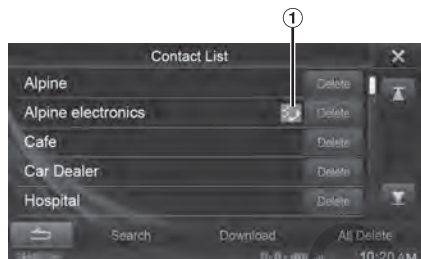 1
Contact List
Alpine Delete
Alpine electronics Delete
Cafe Delete
Car Dealer Delete
Hospital Delete
Search Download All Delete
10:20 AM